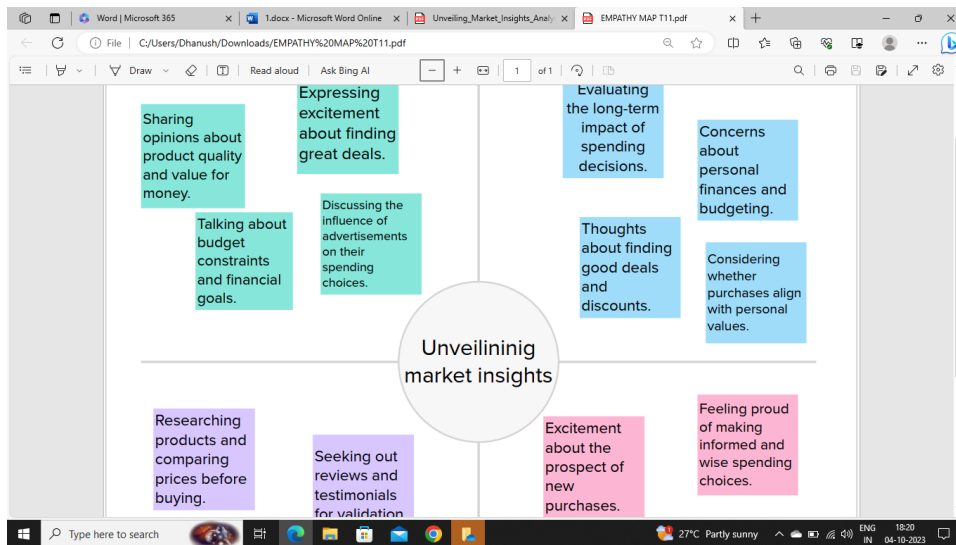 Word | Microsoft 365
1.docx - Microsoft Word Online
Unveiling_Market_Insights_Analy
EMPATHY MAP T11.pdf
File
C:/Users/Dhanush/Downloads/EMPATHY%20MAP%20T11.pdf
Draw
Read aloud
Ask Bing AI
1
of 1
Sharing
opinions about
product quality
and value for
money.
Expressing
excitement
about finding
great deals.
Talking about
budget
constraints
and financial
goals.
Discussing the
influence of
advertisements
on their
spending
choices.
Evaluating
the long-term
impact of
spending
decisions.
Concerns
about
personal
finances and
budgeting.
Thoughts
about finding
good deals
and
discounts.
Considering
whether
purchases align
with personal
values.
Unveilininig
market insights
Researching
products and
comparing
prices before
buying.
Seeking out
reviews and
testimonials
for validation
Excitement
about the
prospect of
new
purchases.
Feeling proud
of making
informed and
wise spending
choices.
Type here to search
27°C Partly sunny
ENG
IN
18:20
04-10-2023